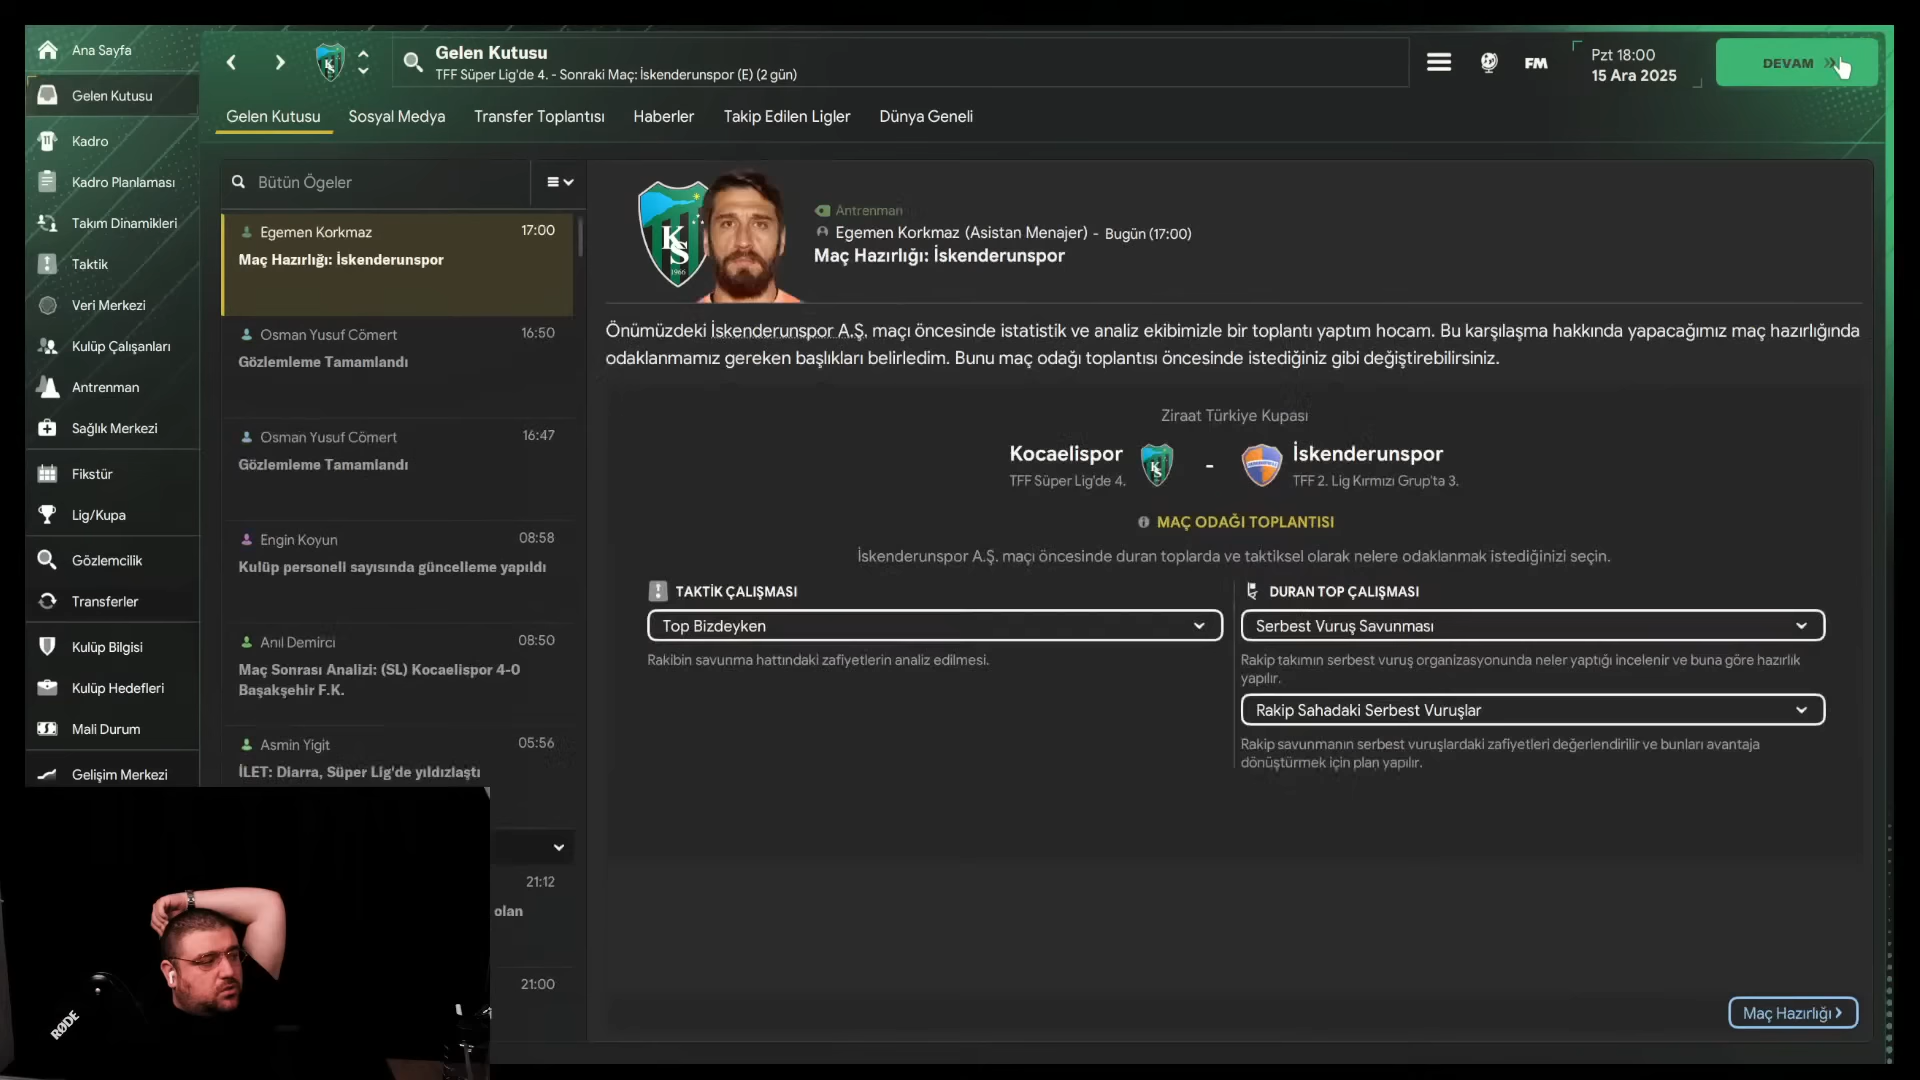 Ana Sayfa
Gelen Kutusu
Kadro
Kadro Planlaması
Takım Dinamikleri
Taktik
Veri Merkezi
Kulüp Çalışanları
Antrenman
Sağlık Merkezi
Fikstür
Lig/Kupa
Gözlemcilik
Transferler
Kulüp Bilgisi
Kulüp Hedefleri
Mali Durum
Gelişim Merkezi
Gelen Kutusu
TFF Süper Lig'de 4. - Sonraki Maç: İskenderunspor (E) (2 gün)
FM
Pzt 18:00
15 Ara 2025
DEVAM
Gelen Kutusu
Sosyal Medya
Transfer Toplantısı
Haberler
Takip Edilen Ligler
Dünya Geneli
Bütün Ögeler
Egemen Korkmaz 17:00
Maç Hazırlığı: İskenderunspor
Osman Yusuf Cömert 16:50
Gözlemleme Tamamlandı
Osman Yusuf Cömert 16:47
Gözlemleme Tamamlandı
Engin Koyun 08:58
Kulüp personeli sayısında güncelleme yapıldı
Anıl Demirci 08:50
Maç Sonrası Analizi: (SL) Kocaelispor 4-0
Başakşehir F.K.
Asmin Yigit 05:56
İLET: Diarra, Süper Lig'de yıldızlaştı
21:12
olan
21:00
KS
1966
Antrenman
Egemen Korkmaz (Asistan Menajer) - Bugün (17:00)
Maç Hazırlığı: İskenderunspor
Önümüzdeki İskenderunspor A.Ş. maçı öncesinde istatistik ve analiz ekibimizle bir toplantı yaptım hocam. Bu karşılaşma hakkında yapacağımız maç hazırlığında
odaklanmamız gereken başlıkları belirledim. Bunu maç odağı toplantısı öncesinde istediğiniz gibi değiştirebilirsiniz.
Ziraat Türkiye Kupası
Kocaelispor - İskenderunspor
TFF Süper Lig'de 4. TFF 2. Lig Kırmızı Grup'ta 3.
MAÇ ODAĞI TOPLANTISI
İskenderunspor A.Ş. maçı öncesinde duran toplarda ve taktiksel olarak nelere odaklanmak istediğinizi seçin.
TAKTİK ÇALIŞMASI
Top Bizdeyken
Rakibin savunma hattındaki zafiyetlerin analiz edilmesi.
DURAN TOP ÇALIŞMASI
Serbest Vuruş Savunması
Rakip takımın serbest vuruş organizasyonunda neler yaptığı incelenir ve buna göre hazırlık
yapılır.
Rakip Sahadaki Serbest Vuruşlar
Rakip savunmanın serbest vuruşlardaki zafiyetleri değerlendirilir ve bunları avantaja
dönüştürmek için plan yapılır.
Maç Hazırlığı
RØDE